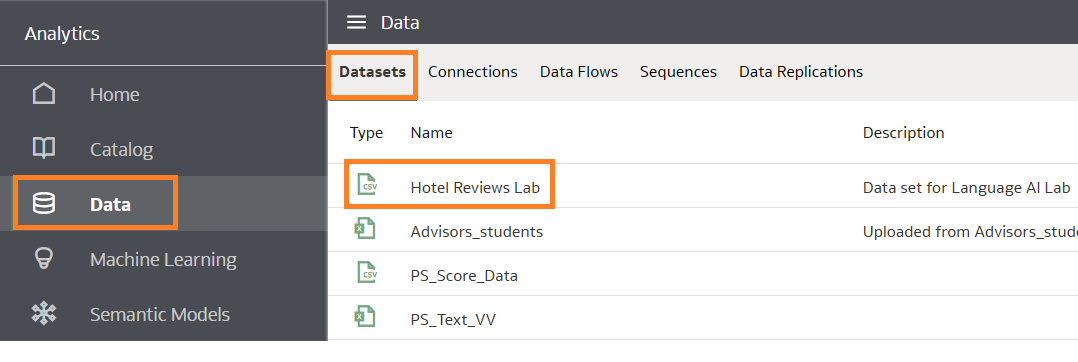 Analytics
Home
Catalog
Data
Machine Learning
Semantic Models
Data
Datasets Connections Data Flows Sequences Data Replications
Type Name Description
CSV Hotel Reviews Lab Data set for Language AI Lab
X Advisors_students Uploaded from Advisors_stude
CSV PS_Score_Data
X PS_Text_VV